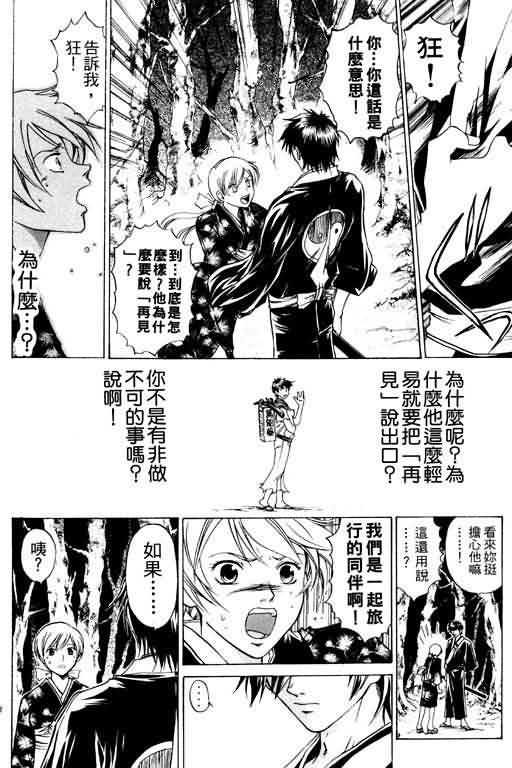 狂！
你…你這話是
什麼意思！
到…到底是怎
麼樣？他為什
麼要說「再見
」？
告訴我，
狂！
為什麼…？
為什麼呢？為
什麼他這麼輕
易就要把「再
見」說出口？
你不是有非做
不可的事嗎？
說啊！
看來妳挺
擔心他嘛
……？
這還用說
……？
我們是一起旅
行的同伴啊！
…
如果……
咦？